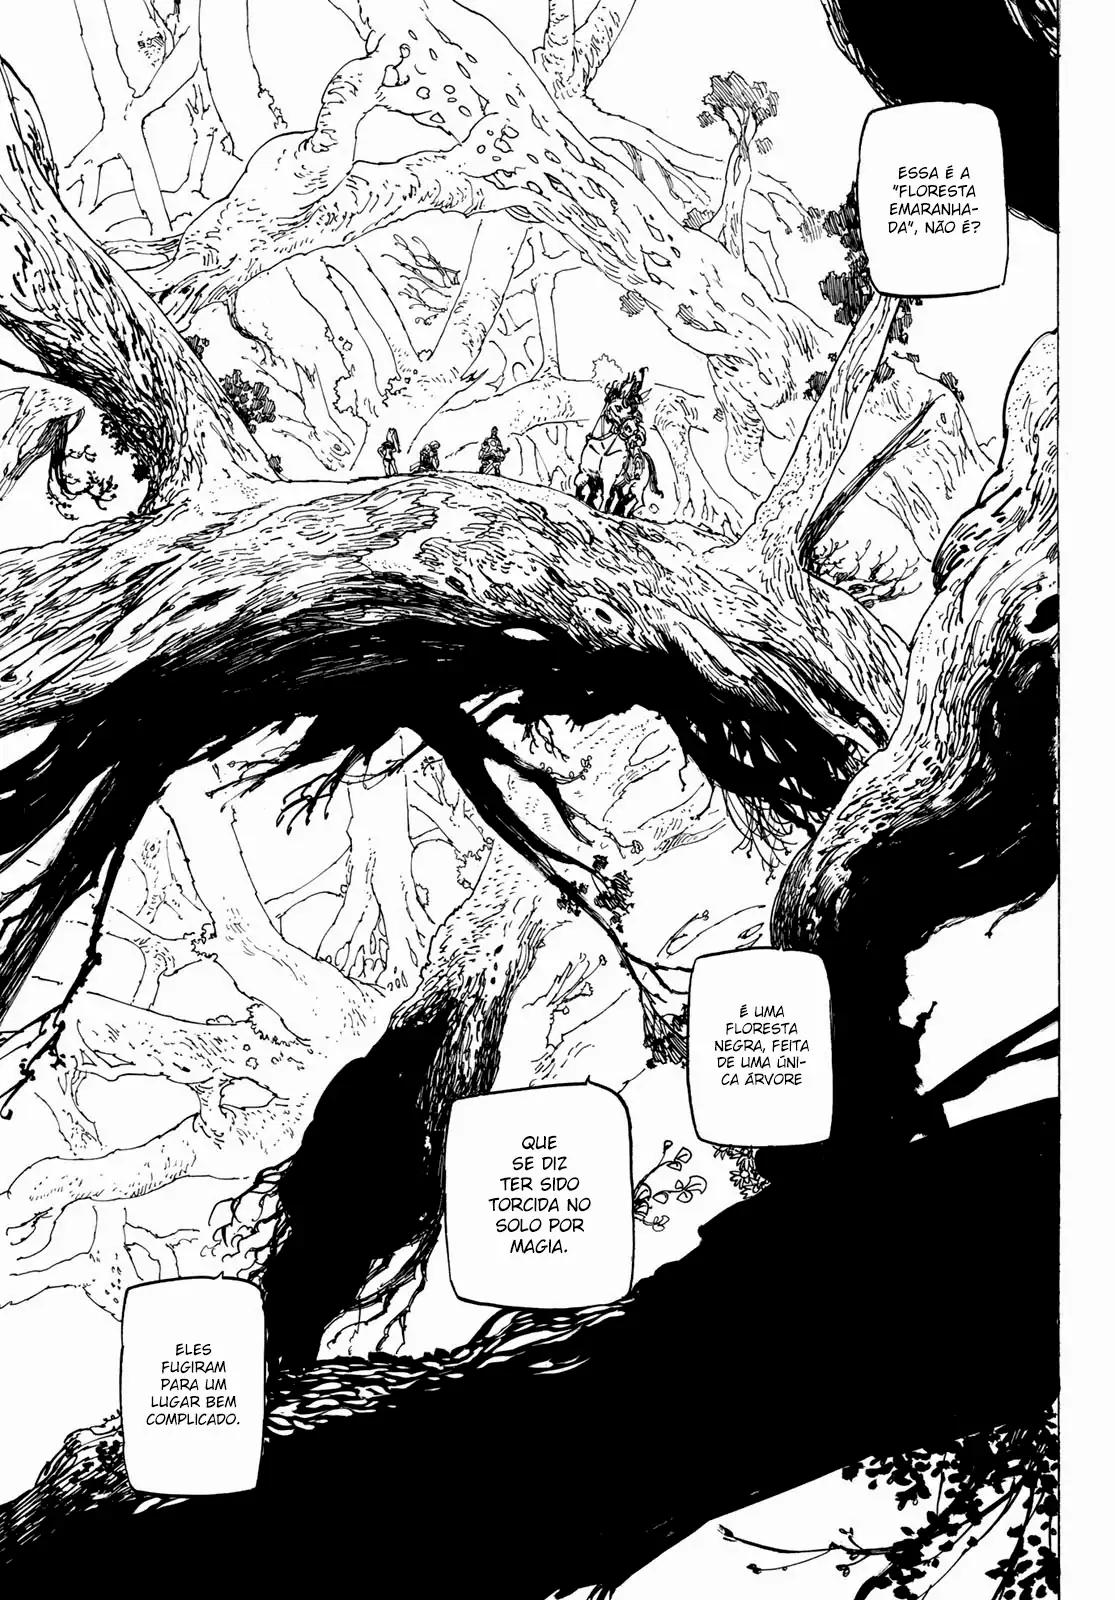 ESSA É A
"FLORESTA
EMARANHA-
DA", NÃO É?
É UMA
FLORESTA
NEGRA, FEITA
DE UMA ÚNI-
CA ÁRVORE
QUE
SE DIZ
TER SIDO
TORCIDA NO
SOLO POR
MAGIA.
ELES
FUGIRAM
PARA UM
LUGAR BEM
COMPLICADO.